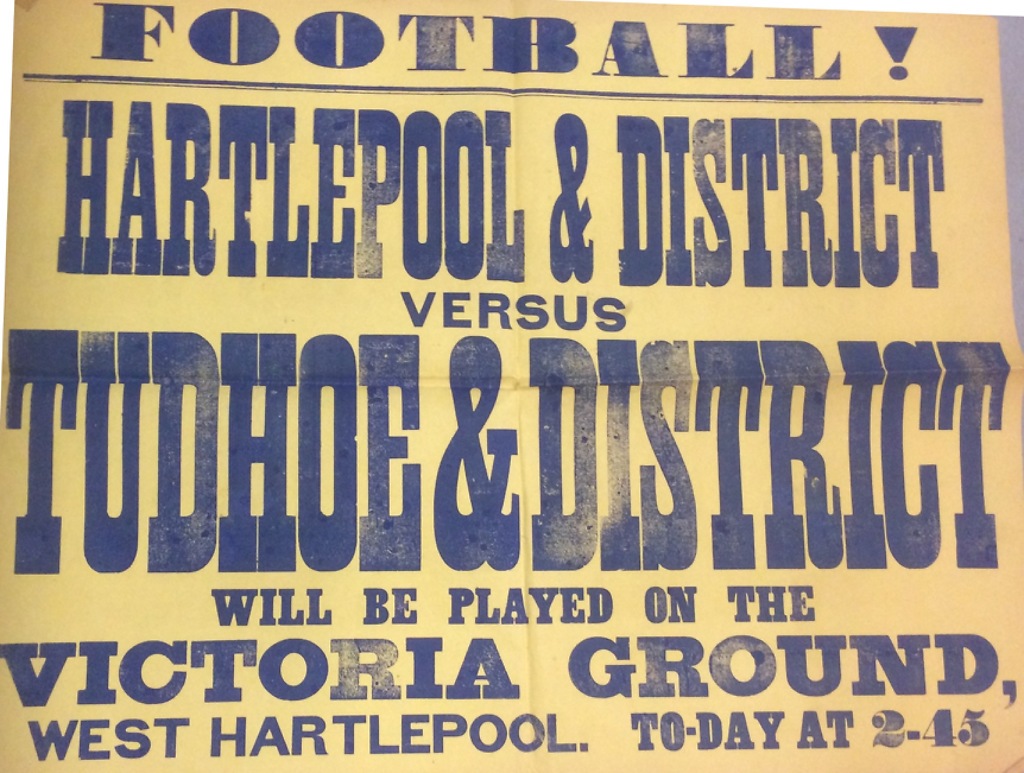 FOOTBALL!
HARTLEPOOL & DISTRICT
VERSUS
TUDHOE & DISTRICT
WILL BE PLAYED ON THE
VICTORIA GROUND,
WEST HARTLEPOOL. TO-DAY AT 2-45